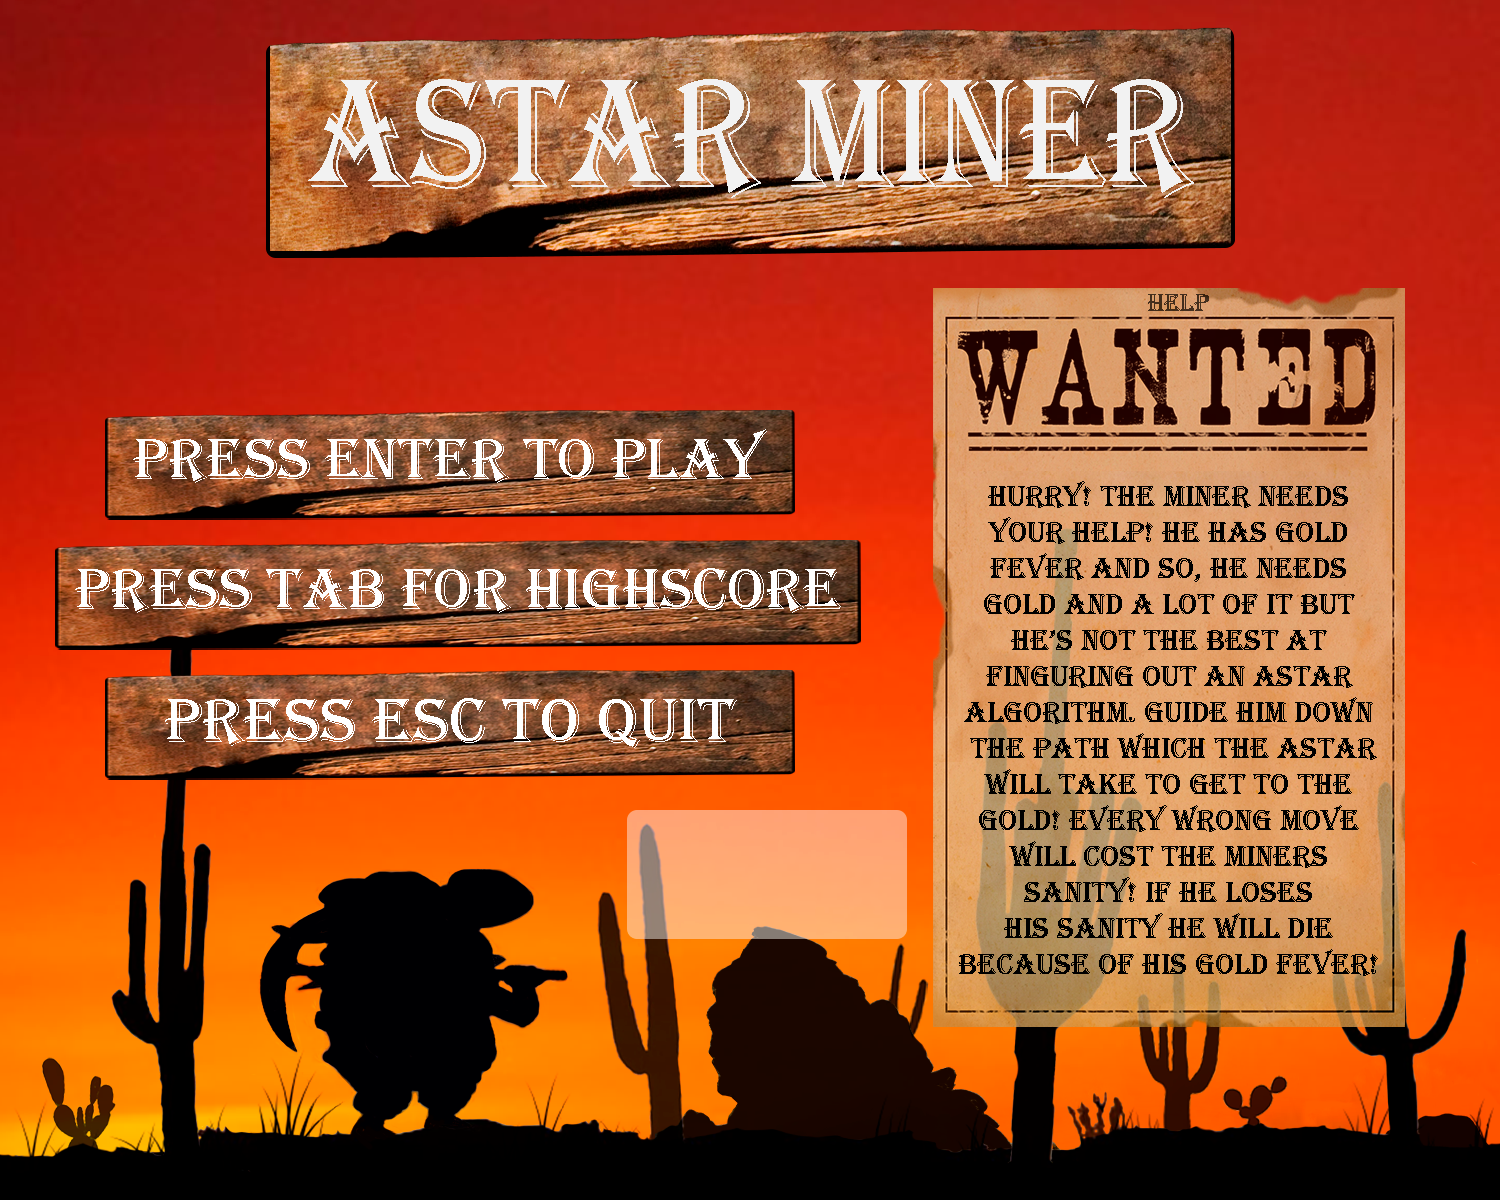 ASTAR MINER
PRESS ENTER TO PLAY
PRESS TAB FOR HIGHSCORE
PRESS ESC TO QUIT
HELP
WANTED
HURRY! THE MINER NEEDS
YOUR HELP! HE HAS GOLD
FEVER AND SO, HE NEEDS
GOLD AND A LOT OF IT BUT
HE'S NOT THE BEST AT
FINGURING OUT AN ASTAR
ALGORITHM. GUIDE HIM DOWN
THE PATH WHICH THE ASTAR
WILL TAKE TO GET TO THE
GOLD! EVERY WRONG MOVE
WILL COST THE MINERS
SANITY! IF HE LOSES
HIS SANITY HE WILL DIE
BECAUSE OF HIS GOLD FEVER!